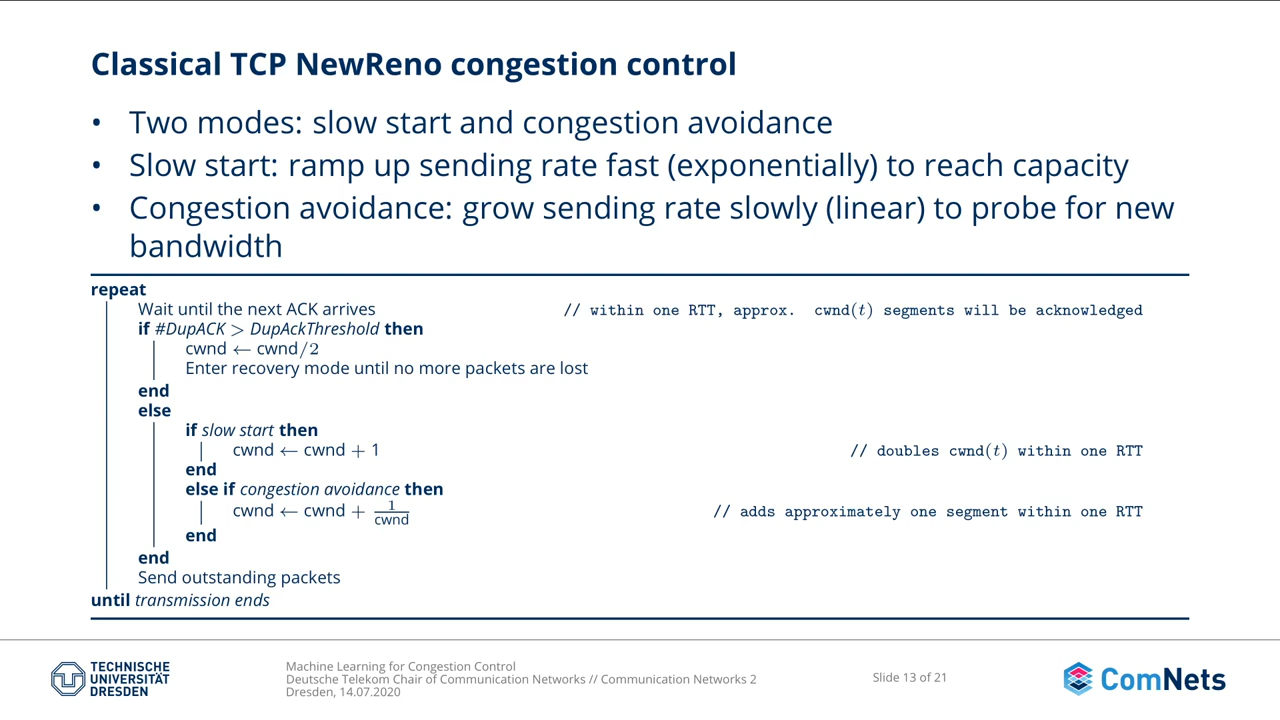 Classical TCP NewReno congestion control
• Two modes: slow start and congestion avoidance
• Slow start: ramp up sending rate fast (exponentially) to reach capacity
• Congestion avoidance: grow sending rate slowly (linear) to probe for new
bandwidth
repeat
Wait until the next ACK arrives // within one RTT, approx. cwnd(t) segments will be acknowledged
if #DupACK > DupAckThreshold then
cwnd ← cwnd/2
Enter recovery mode until no more packets are lost
end
else
if slow start then
cwnd ← cwnd + 1 // doubles cwnd(t) within one RTT
end
else if congestion avoidance then
cwnd ← cwnd + 1/cwnd // adds approximately one segment within one RTT
end
end
Send outstanding packets
until transmission ends
TECHNISCHE
UNIVERSITÄT
DRESDEN
Machine Learning for Congestion Control
Deutsche Telekom Chair of Communication Networks // Communication Networks 2
Dresden, 14.07.2020
Slide 13 of 21
ComNets